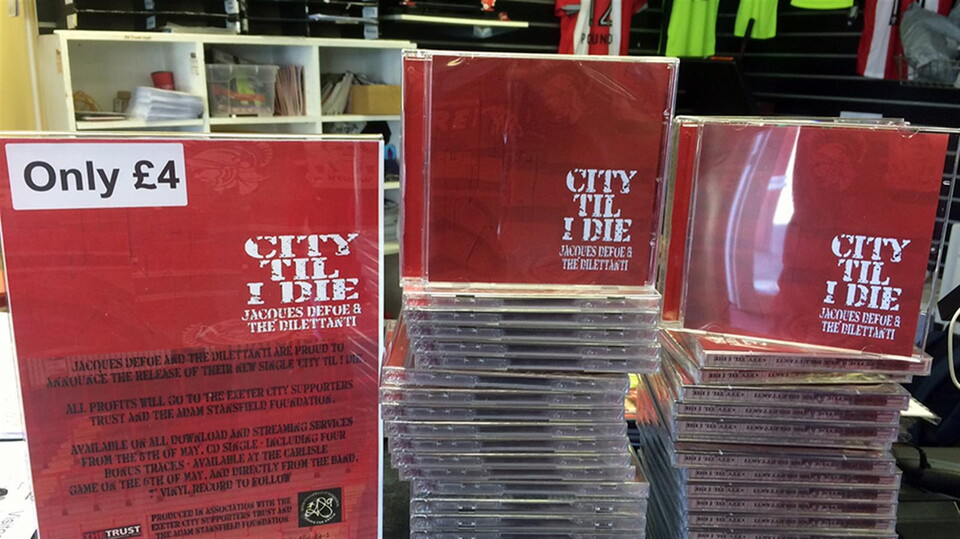 Only £4
CITY
TIL
I DIE
JACQUES DEFOE &
THE DILETTANTI
JACQUES DEFOE AND THE DILETTANTI ARE PROUD TO
ANNOUNCE THE RELEASE OF THEIR NEW SINGLE 'CITY TIL I DIE'
ALL PROFITS WILL GO TO THE EXETER CITY SUPPORTERS
TRUST AND THE ADAM STANSFIELD FOUNDATION.
AVAILABLE ON ALL DOWNLOAD AND STREAMING SERVICES
FROM THE 5TH OF MAY. CD SINGLE - INCLUDING FOUR
BONUS TRACKS - AVAILABLE AT THE CARLISLE
GAME ON THE 6TH OF MAY, AND DIRECTLY FROM THE BAND.
7" VINYL RECORD TO FOLLOW
THE TRUST
PRODUCED IN ASSOCIATION WITH THE
EXETER CITY SUPPORTERS TRUST AND
THE ADAM STANSFIELD FOUNDATION
CITY
TIL
I DIE
JACQUES DEFOE &
THE DILETTANTI
CITY
TIL
I DIE
JACQUES DEFOE &
THE DILETTANTI
POUND